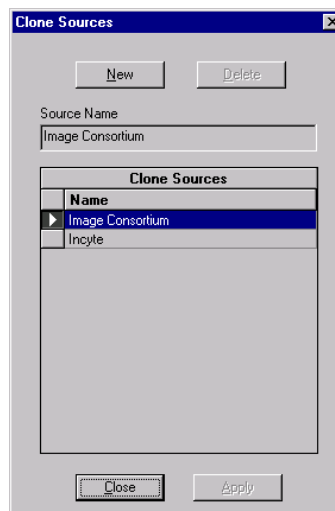 Clone Sources
New Delete
Source Name
Image Consortium
Clone Sources
Name
Image Consortium
Incyte
Close Apply